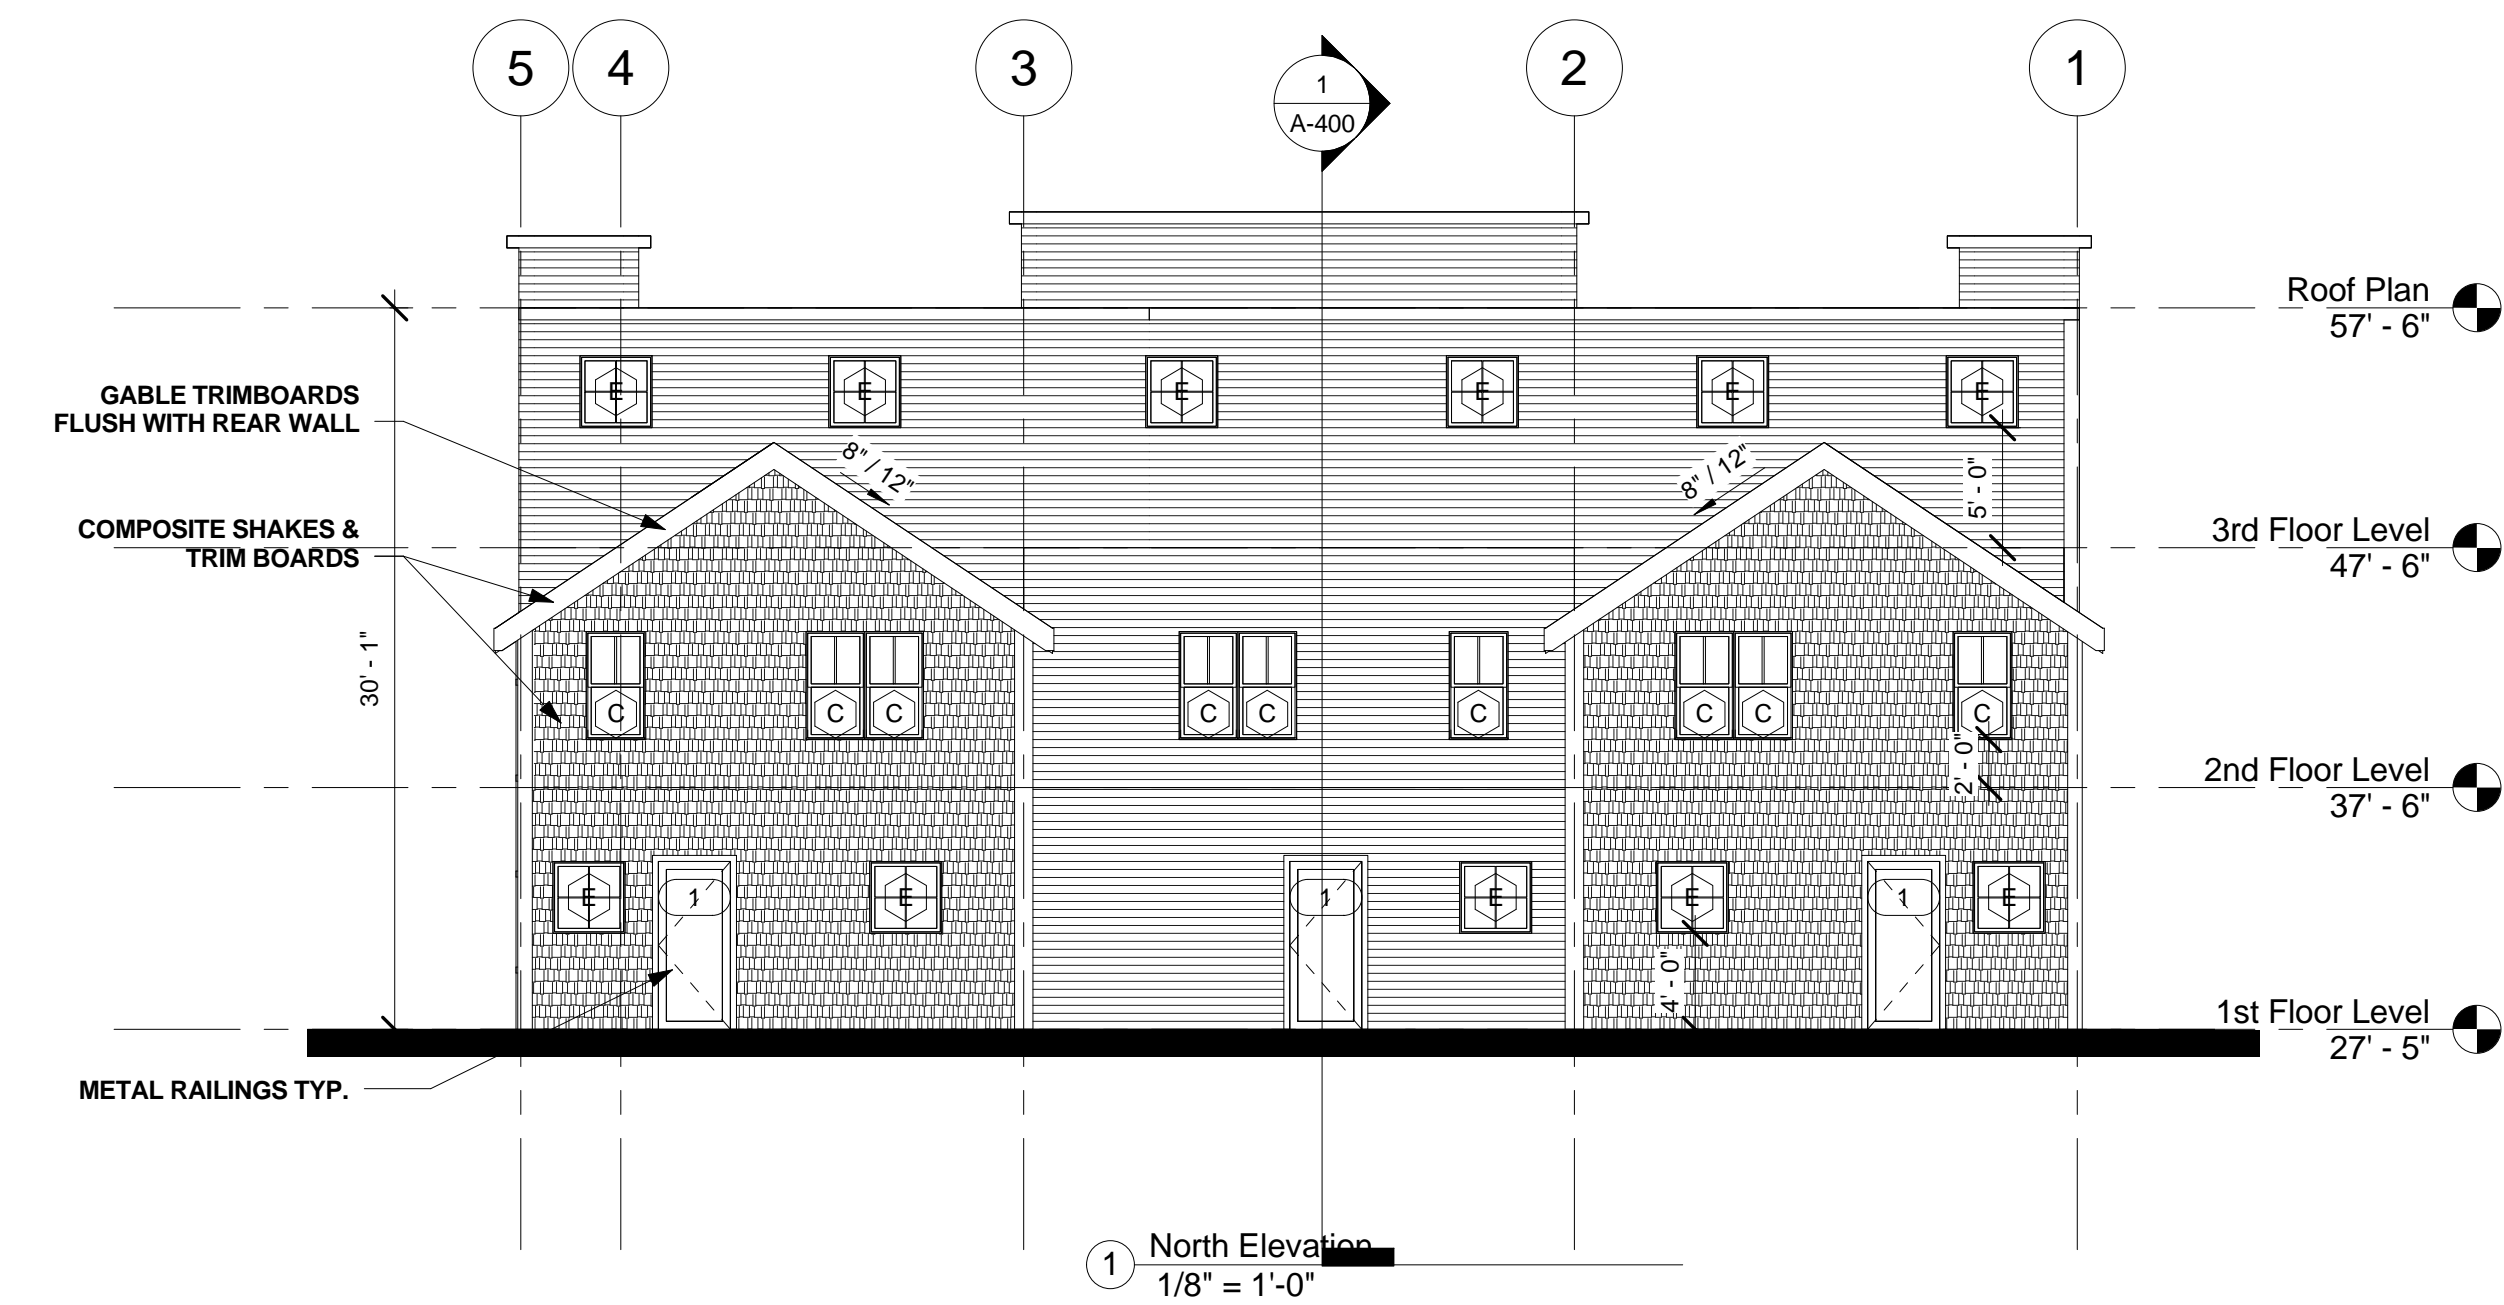 5 4 3 2 1
1
A-400
Roof Plan
57' - 6"
E E E E E E
GABLE TRIMBOARDS
FLUSH WITH REAR WALL
8" / 12" 8" / 12"
5' - 0"
COMPOSITE SHAKES &
TRIM BOARDS
3rd Floor Level
47' - 6"
30' - 1"
C C C C C C C C C
2' - 0"
2nd Floor Level
37' - 6"
E 1 E 1 E E 1 E
4' - 0"
1st Floor Level
27' - 5"
METAL RAILINGS TYP.
1 North Elevation
1/8" = 1'-0"